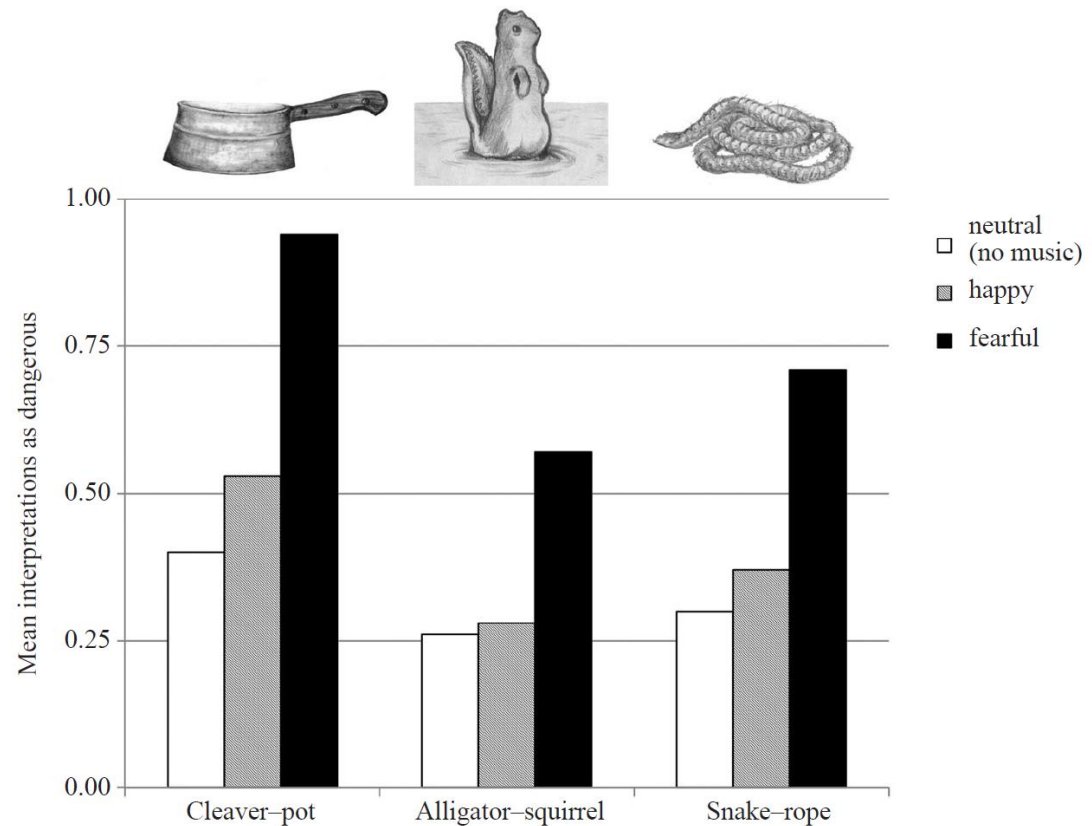 1.00
0.75
0.50
0.25
0.00
Mean interpretations as dangerous
Cleaver–pot
Alligator–squirrel
Snake–rope
neutral
(no music)
happy
fearful